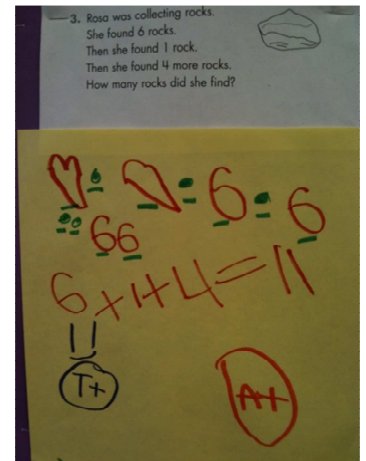 3. Rosa was collecting rocks.
She found 6 rocks.
Then she found 1 rock.
Then she found 4 more rocks.
How many rocks did she find?
6 6
66
6+1+4=11
11
T+
A+